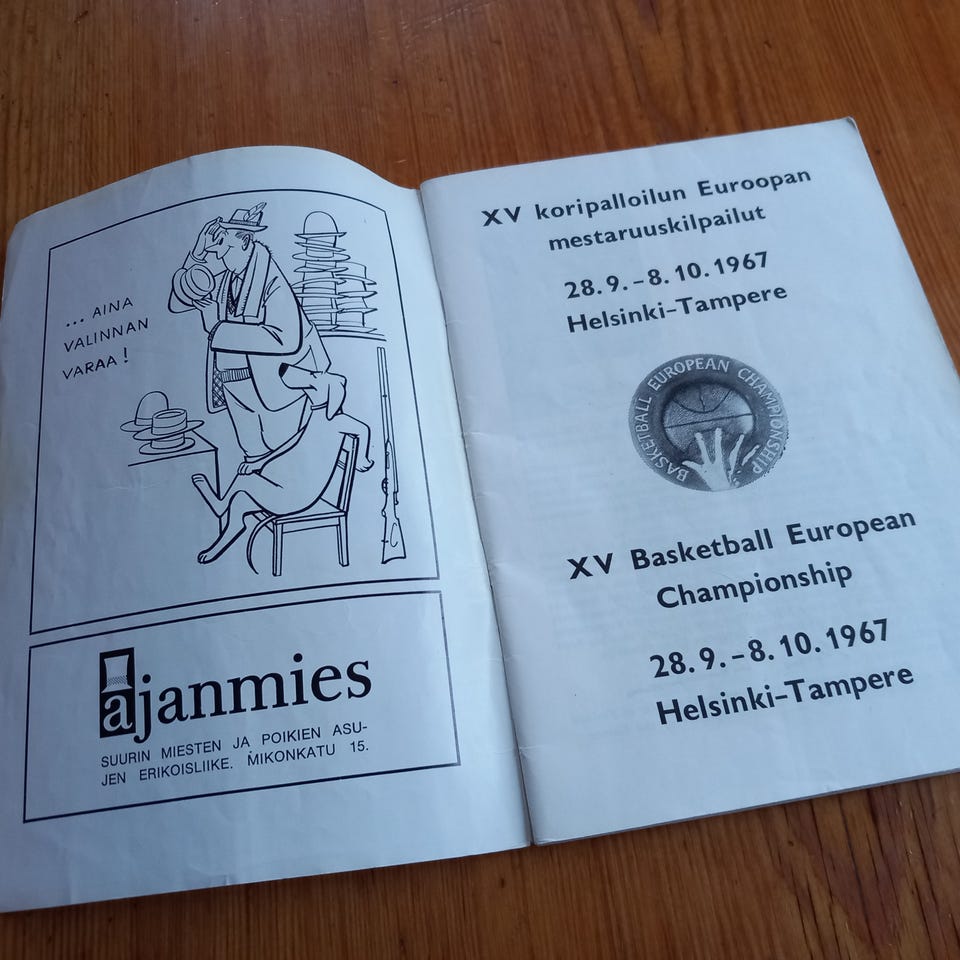 ... AINA
VALINNAN
VARAA!
ajanmies
SUURIN MIESTEN JA POIKIEN ASU-
JEN ERIKOISLIIKE. MIKONKATU 15.
XV koripalloilun Euroopan
mestaruuskilpailut
28.9.–8.10.1967
Helsinki–Tampere
BASKETBALL EUROPEAN CHAMPIONSHIP
XV Basketball European
Championship
28.9.–8.10.1967
Helsinki–Tampere